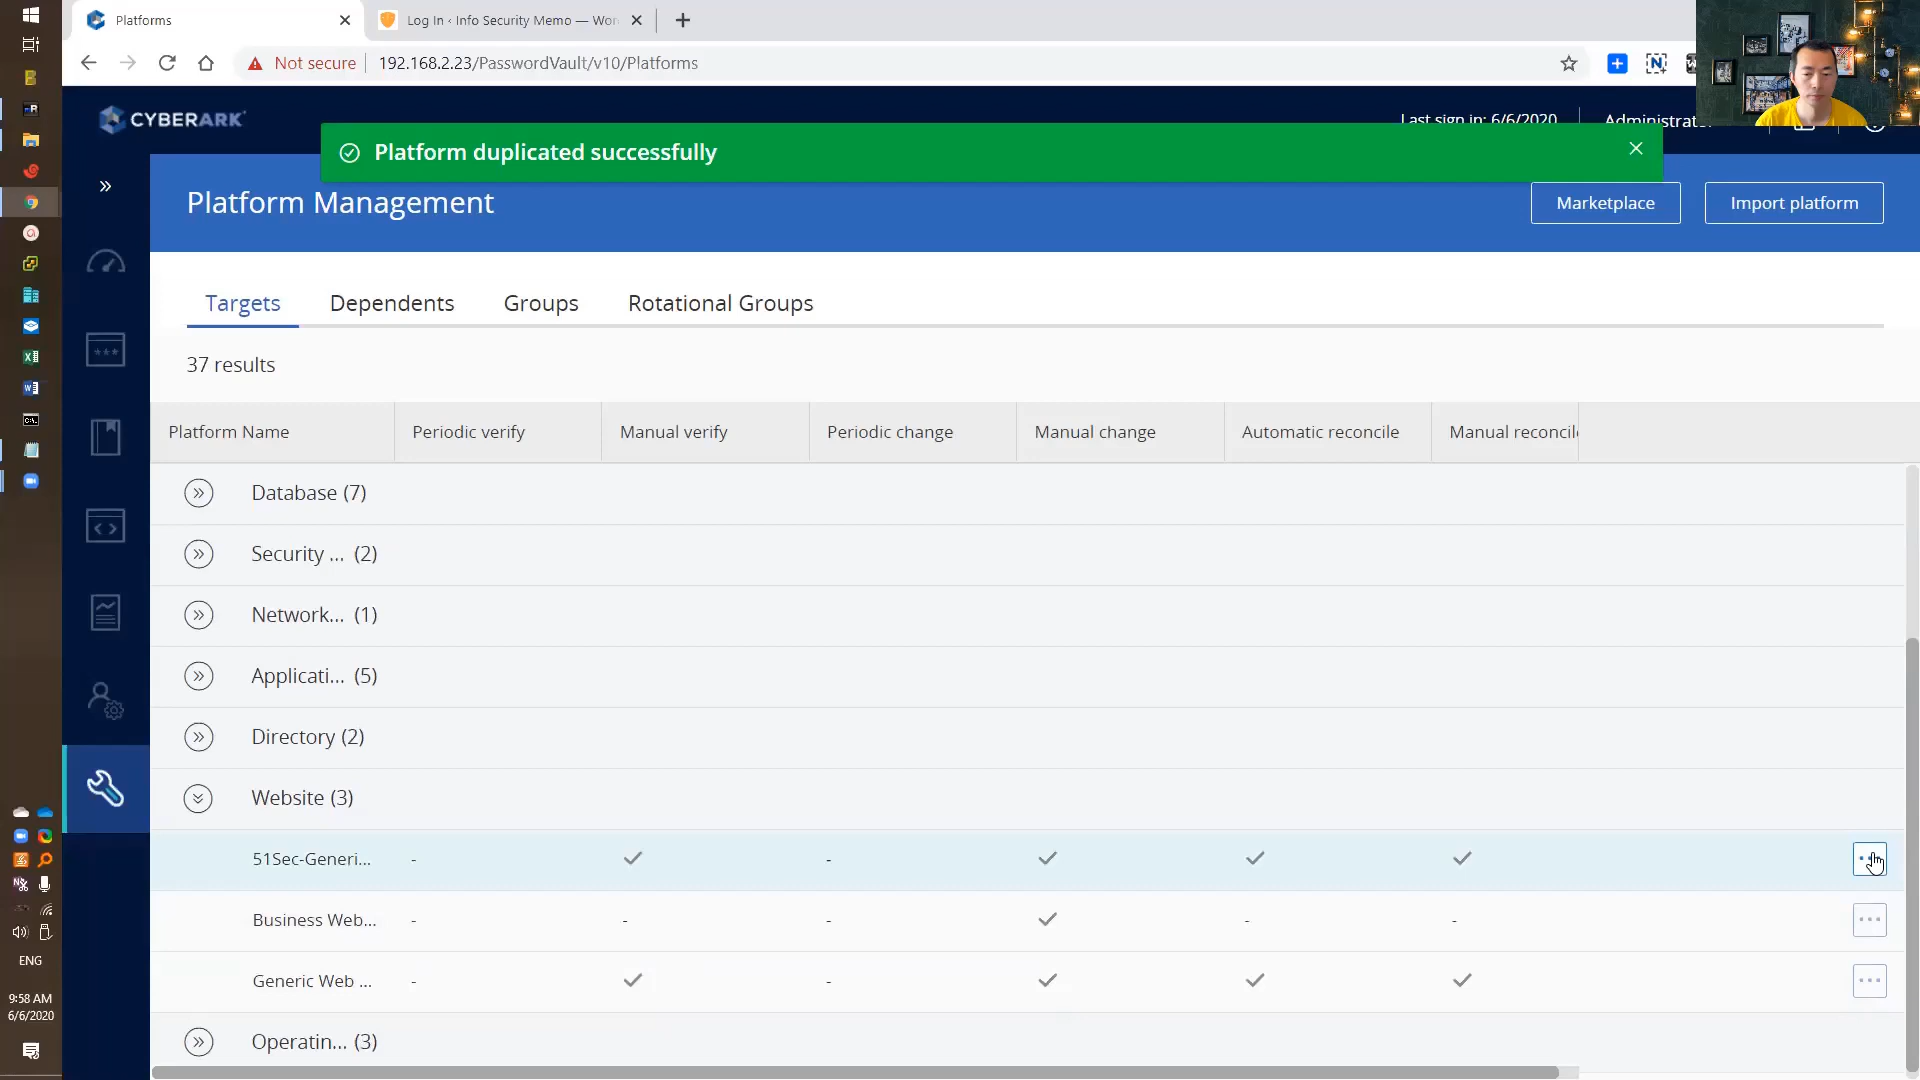 Platforms
Log In ‹ Info Security Memo — Wor
Not secure
192.168.2.23/PasswordVault/v10/Platforms
CYBERARK
Last sign in: 6/6/2020
Administrato
Platform duplicated successfully
Platform Management
Marketplace
Import platform
Targets
Dependents
Groups
Rotational Groups
37 results
Platform Name
Periodic verify
Manual verify
Periodic change
Manual change
Automatic reconcile
Manual reconcil
Database (7)
Security ... (2)
Network... (1)
Applicati... (5)
Directory (2)
Website (3)
51Sec-Generi...
-
-
Business Web...
-
-
-
-
-
Generic Web ...
-
-
Operatin... (3)
ENG
9:58 AM
6/6/2020